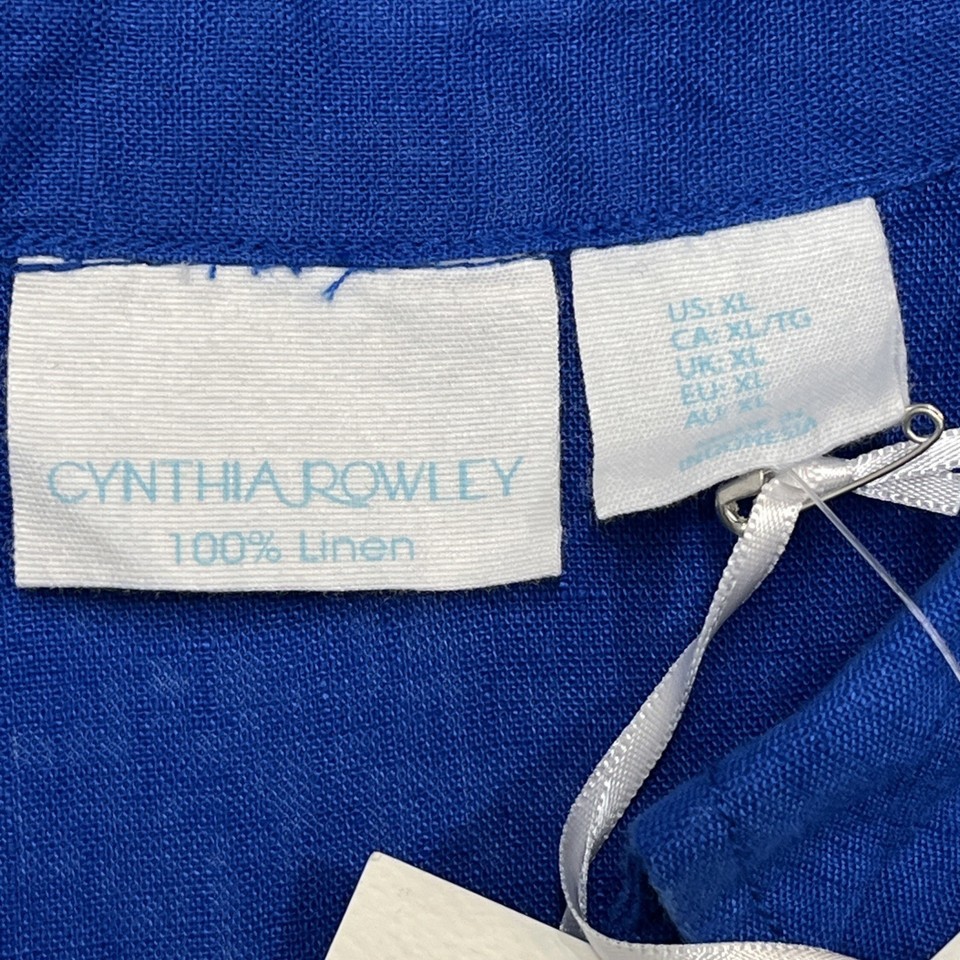 CYNTHIA ROWLEY
100% Linen
US: XL
CA: XL/TG
UK: XL
EU: XL
AU: XL
INDONESIA